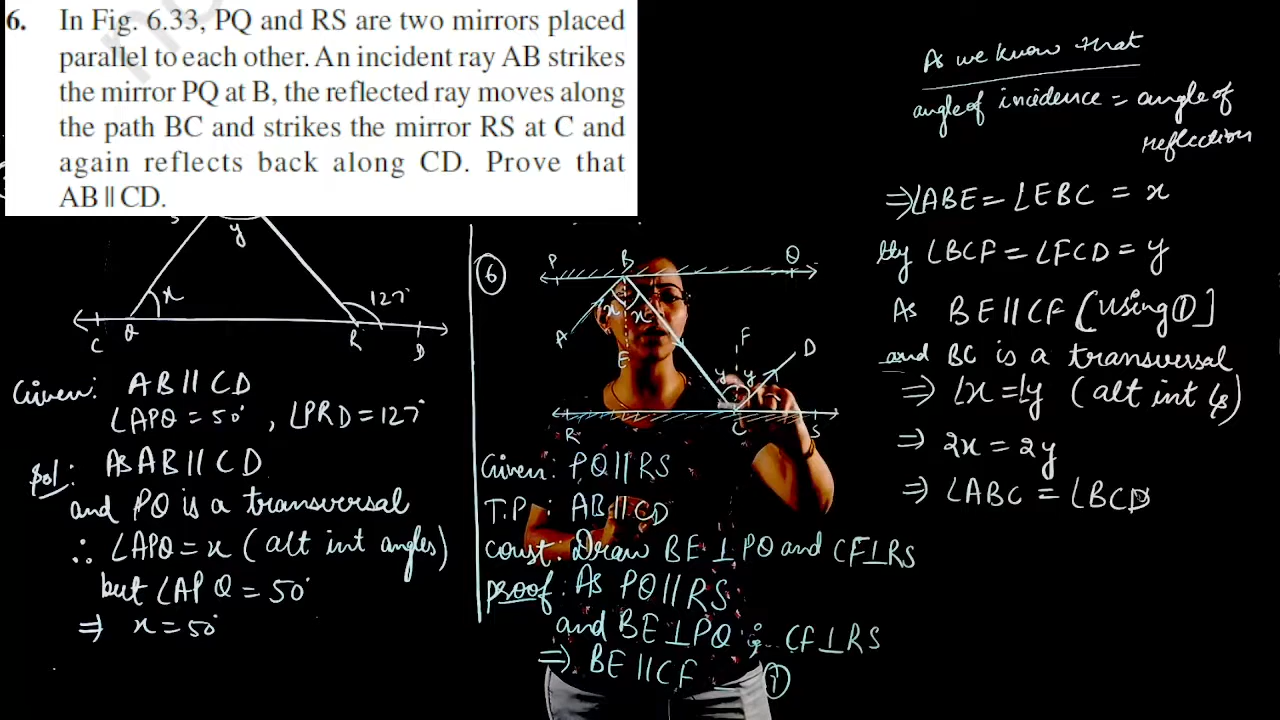 6. In Fig. 6.33, PQ and RS are two mirrors placed
parallel to each other. An incident ray AB strikes
the mirror PQ at B, the reflected ray moves along
the path BC and strikes the mirror RS at C and
again reflects back along CD. Prove that
AB || CD.
S
y
x
127°
C Q R D
Given: AB || CD
∠APQ = 50°, ∠PRD = 127°
Sol: As AB || CD
and PQ is a transversal
∴ ∠APQ = x (alt int angles)
but ∠APQ = 50°
⇒ x = 50°
6
P B Q
x x
A
E
F
D
y y
R C S
Given: PQ || RS
T.P: AB || CD
Const: Draw BE ⊥ PQ and CF ⊥ RS
Proof: As PQ || RS
and BE ⊥ PQ & CF ⊥ RS
⇒ BE || CF _ ①
As we know that
angle of incidence = angle of
reflection
⇒ ∠ABE = ∠EBC = x
lly ∠BCF = ∠FCD = y
As BE || CF [Using ①]
and BC is a transversal
⇒ ∠x = ∠y (alt int ∠s)
⇒ 2x = 2y
⇒ ∠ABC = ∠BCD